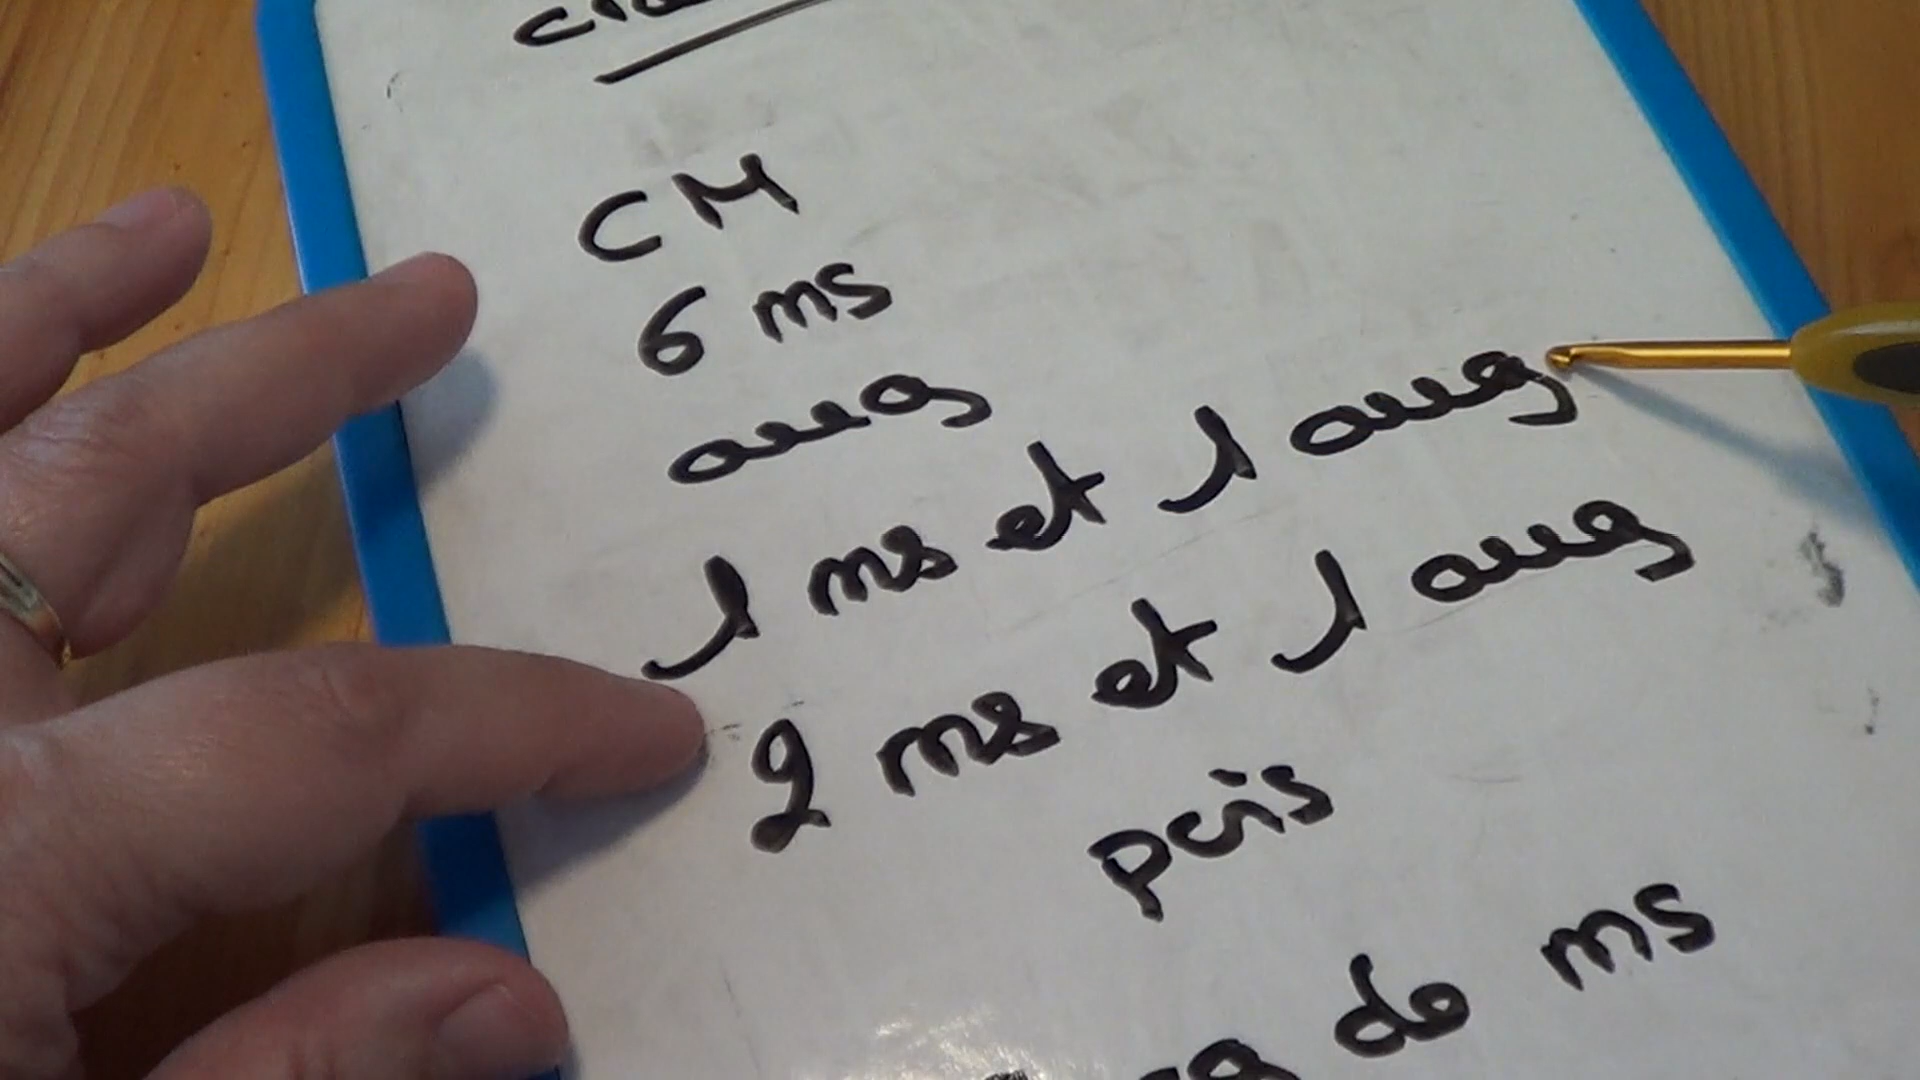 CM
6 ms
aug
1 ms et 1 aug
2 ms et 1 aug
puis
de ms